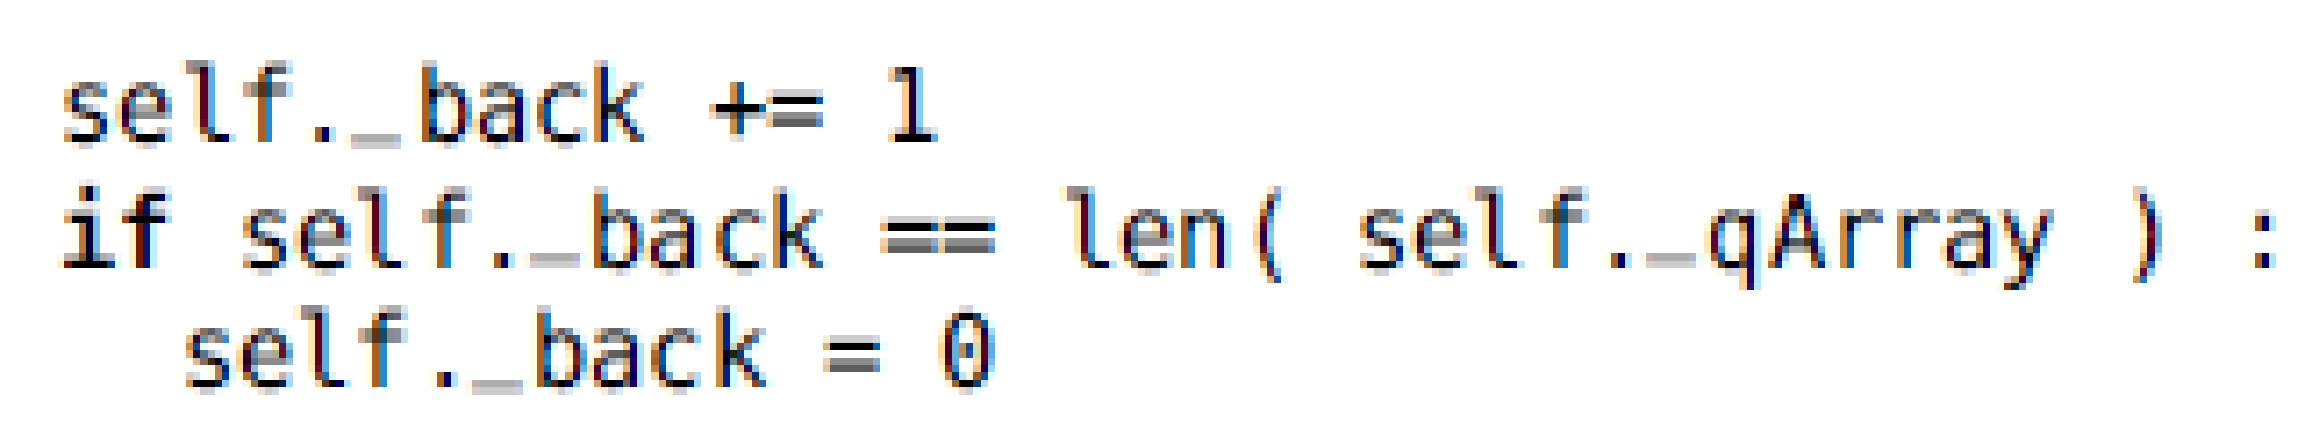 self._back += 1
if self._back == len( self._qArray ) :
  self._back = 0